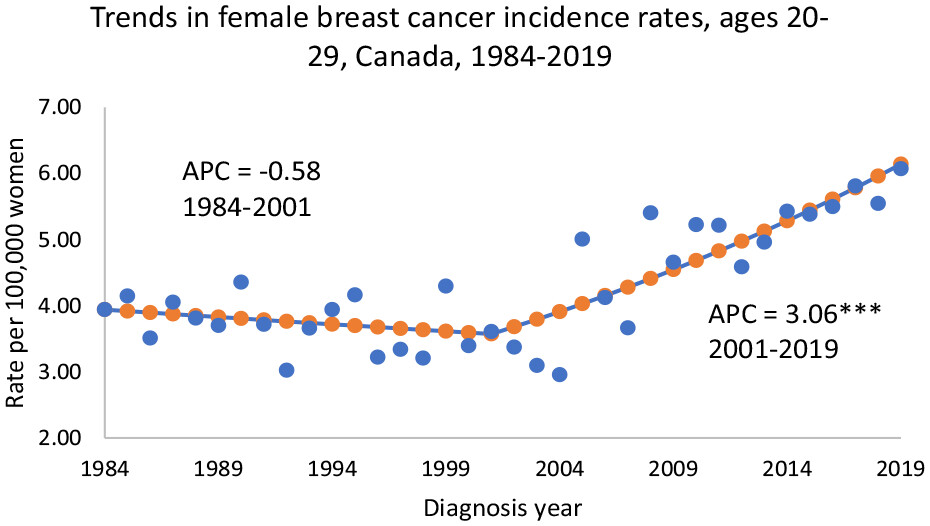 Trends in female breast cancer incidence rates, ages 20-
29, Canada, 1984-2019
7.00
6.00
5.00
4.00
3.00
2.00
Rate per 100,000 women
APC = -0.58
1984-2001
APC = 3.06***
2001-2019
1984 1989 1994 1999 2004 2009 2014 2019
Diagnosis year